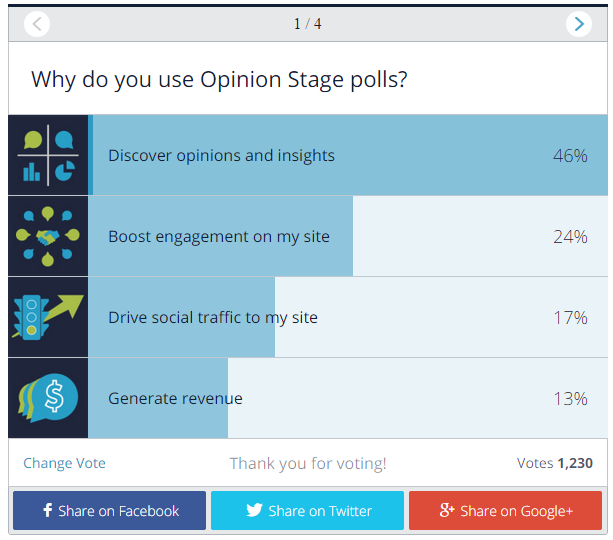 1 / 4
Why do you use Opinion Stage polls?
Discover opinions and insights 46%
Boost engagement on my site 24%
Drive social traffic to my site 17%
$ Generate revenue 13%
Change Vote Thank you for voting! Votes 1,230
f Share on Facebook Share on Twitter g+ Share on Google+